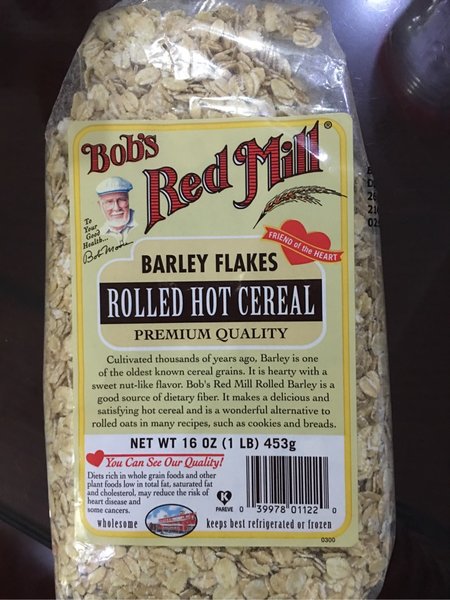 Bob's
Red Mill®
To
Your
Good
Health...
Bob Moore
FRIEND of the HEART
BARLEY FLAKES
ROLLED HOT CEREAL
PREMIUM QUALITY
Cultivated thousands of years ago, Barley is one
of the oldest known cereal grains. It is hearty with a
sweet nut-like flavor. Bob's Red Mill Rolled Barley is a
good source of dietary fiber. It makes a delicious and
satisfying hot cereal and is a wonderful alternative to
rolled oats in many recipes, such as cookies and breads.
NET WT 16 OZ (1 LB) 453g
You Can See Our Quality!
Diets rich in whole grain foods and other
plant foods low in total fat, saturated fat
and cholesterol, may reduce the risk of
heart disease and
some cancers.
K
PAREVE
0 39978 01122 0
wholesome
keeps best refrigerated or frozen
0300